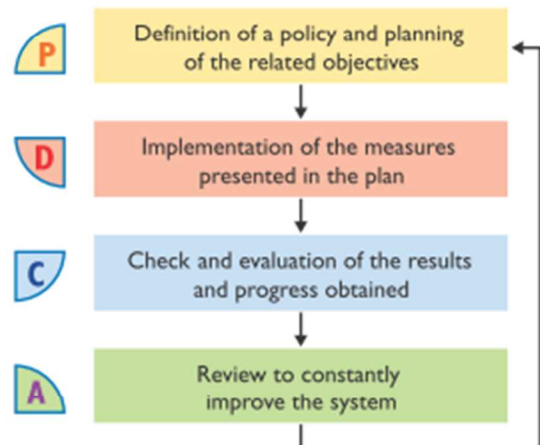 P
Definition of a policy and planning
of the related objectives
D
Implementation of the measures
presented in the plan
C
Check and evaluation of the results
and progress obtained
A
Review to constantly
improve the system